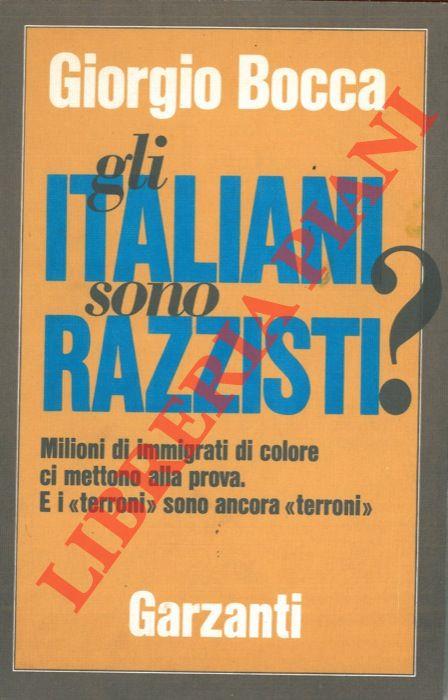 Giorgio Bocca
gli
ITALIANI
sono
RAZZISTI?
Milioni di immigrati di colore
ci mettono alla prova.
E i «terroni» sono ancora «terroni»
Garzanti
LIBRERIA PIANI